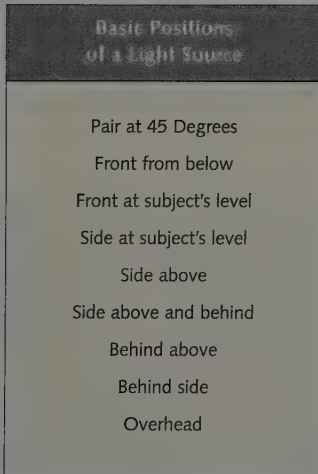 Basic Positions
of a Light Source
Pair at 45 Degrees
Front from below
Front at subject's level
Side at subject's level
Side above
Side above and behind
Behind above
Behind side
Overhead